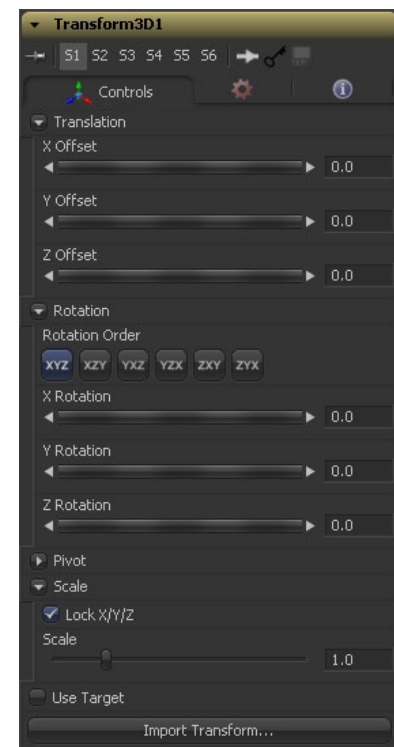 Transform3D1
S1 S2 S3 S4 S5 S6
Controls
Translation
X Offset
0.0
Y Offset
0.0
Z Offset
0.0
Rotation
Rotation Order
XYZ XZY YXZ YZX ZXY ZYX
X Rotation
0.0
Y Rotation
0.0
Z Rotation
0.0
Pivot
Scale
Lock X/Y/Z
Scale
1.0
Use Target
Import Transform...